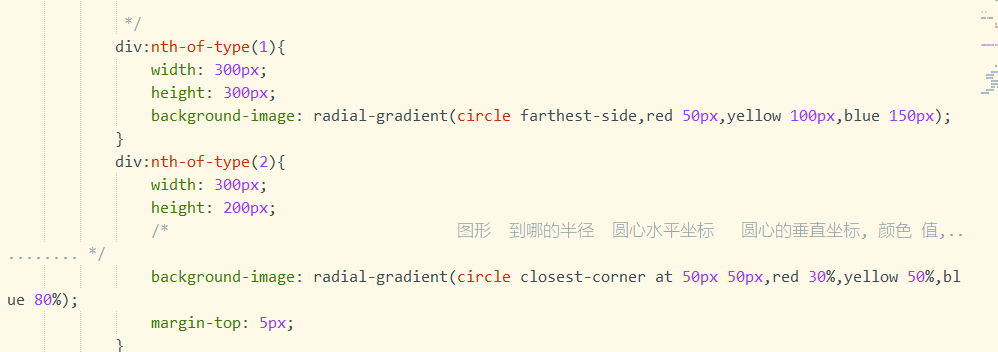 */
div:nth-of-type(1){
width: 300px;
height: 300px;
background-image: radial-gradient(circle farthest-side,red 50px,yellow 100px,blue 150px);
}
div:nth-of-type(2){
width: 300px;
height: 200px;
/* 图形 到哪的半径 圆心水平坐标 圆心的垂直坐标, 颜色 值,..
........ */
background-image: radial-gradient(circle closest-corner at 50px 50px,red 30%,yellow 50%,bl
ue 80%);
margin-top: 5px;
}